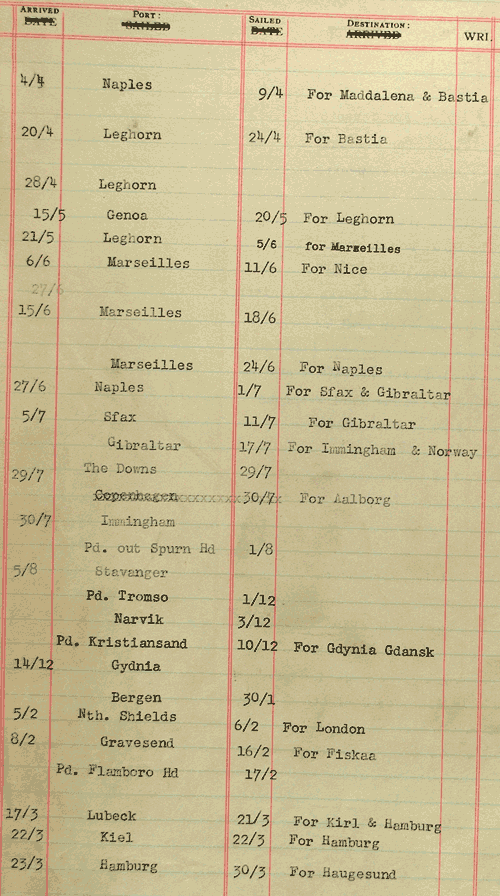 ARRIVED PORT: SAILED DESTINATION:
DATE SAILED DATE ARRIVED WRI.
4/4 Naples 9/4 For Maddalena & Bastia
20/4 Leghorn 24/4 For Bastia
28/4 Leghorn
15/5 Genoa 20/5 For Leghorn
21/5 Leghorn 5/6 for Marseilles
6/6 Marseilles 11/6 For Nice
27/6
15/6 Marseilles 18/6
Marseilles 24/6 For Naples
27/6 Naples 1/7 For Sfax & Gibraltar
5/7 Sfax 11/7 For Gibraltar
Gibraltar 17/7 For Immingham & Norway
29/7 The Downs 29/7
Copenhagen 30/7 For Aalborg
30/7 Immingham
Pd. out Spurn Hd 1/8
5/8 Stavanger
Pd. Tromso 1/12
Narvik 3/12
Pd. Kristiansand 10/12 For Gdynia Gdansk
14/12 Gydnia
Bergen 30/1
5/2 Nth. Shields 6/2 For London
8/2 Gravesend 16/2 For Fiskaa
Pd. Flamboro Hd 17/2
17/3 Lubeck 21/3 For Kirl & Hamburg
22/3 Kiel 22/3 For Hamburg
23/3 Hamburg 30/3 For Haugesund